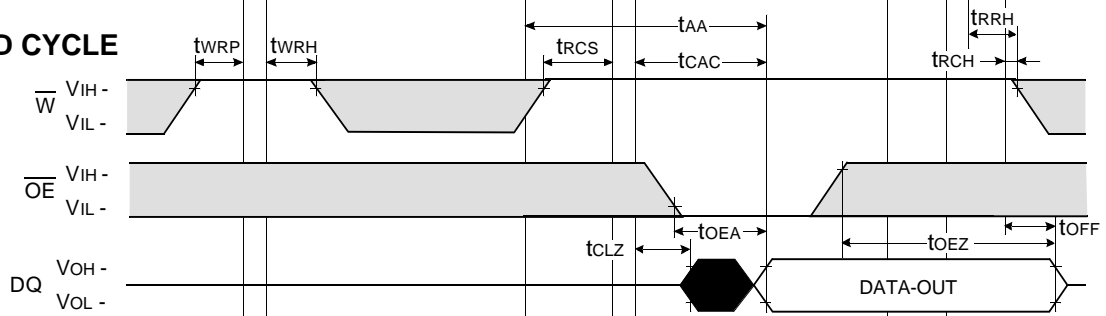 tRRH
tAA
D CYCLE
tWRP
tWRH
tRCS
tCAC
tRCH
W
VIH -
VIL -
OE
VIH -
VIL -
tOEA
tOFF
tCLZ
tOEZ
DQ
VOH -
VOL -
DATA-OUT